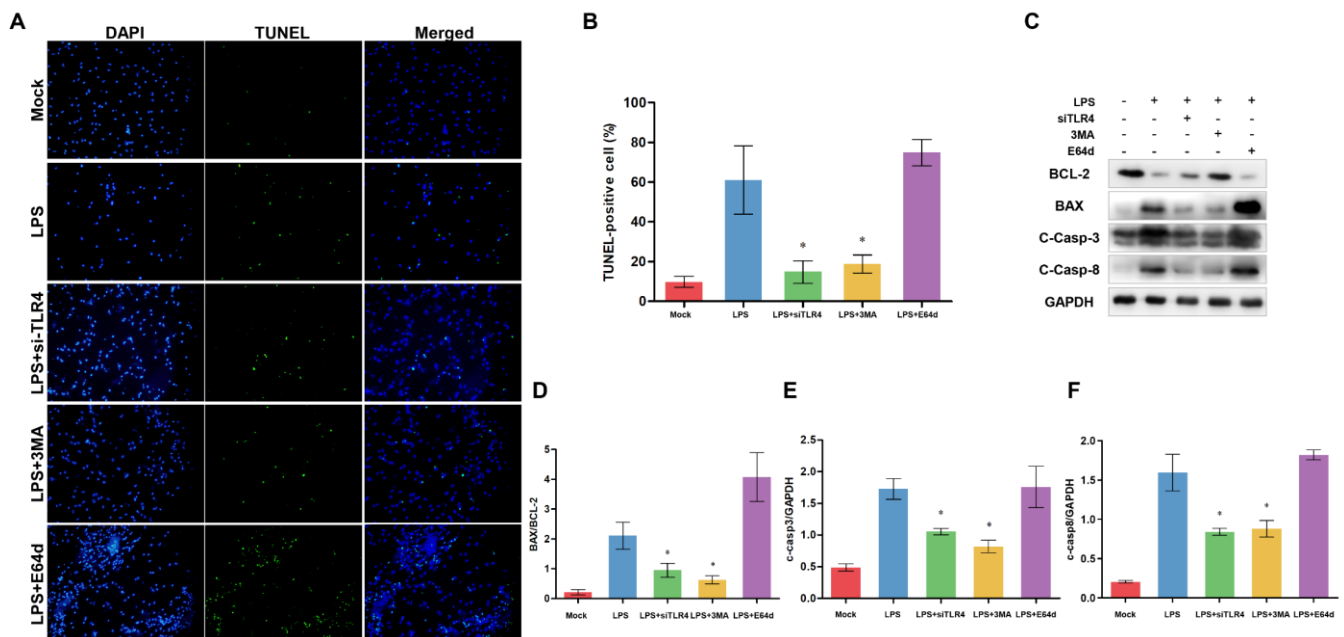 A
DAPI TUNEL Merged
Mock
LPS
LPS+si-TLR4
LPS+3MA
LPS+E64d
B
TUNEL-positive cell (%)
100
80
60
40
20
0
* *
Mock LPS LPS+siTLR4 LPS+3MA LPS+E64d
C
LPS - + + + +
siTLR4 - - + - -
3MA - - - + -
E64d - - - - +
BCL-2
BAX
C-Casp-3
C-Casp-8
GAPDH
D
BAX/BCL-2
5
4
3
2
1
0
* *
Mock LPS LPS+siTLR4 LPS+3MA LPS+E64d
E
c-casp3/GAPDH
2.5
2.0
1.5
1.0
0.5
0.0
* *
Mock LPS LPS+siTLR4 LPS+3MA LPS+E64d
F
c-casp8/GAPDH
2.0
1.5
1.0
0.5
0.0
* *
Mock LPS LPS+siTLR4 LPS+3MA LPS+E64d